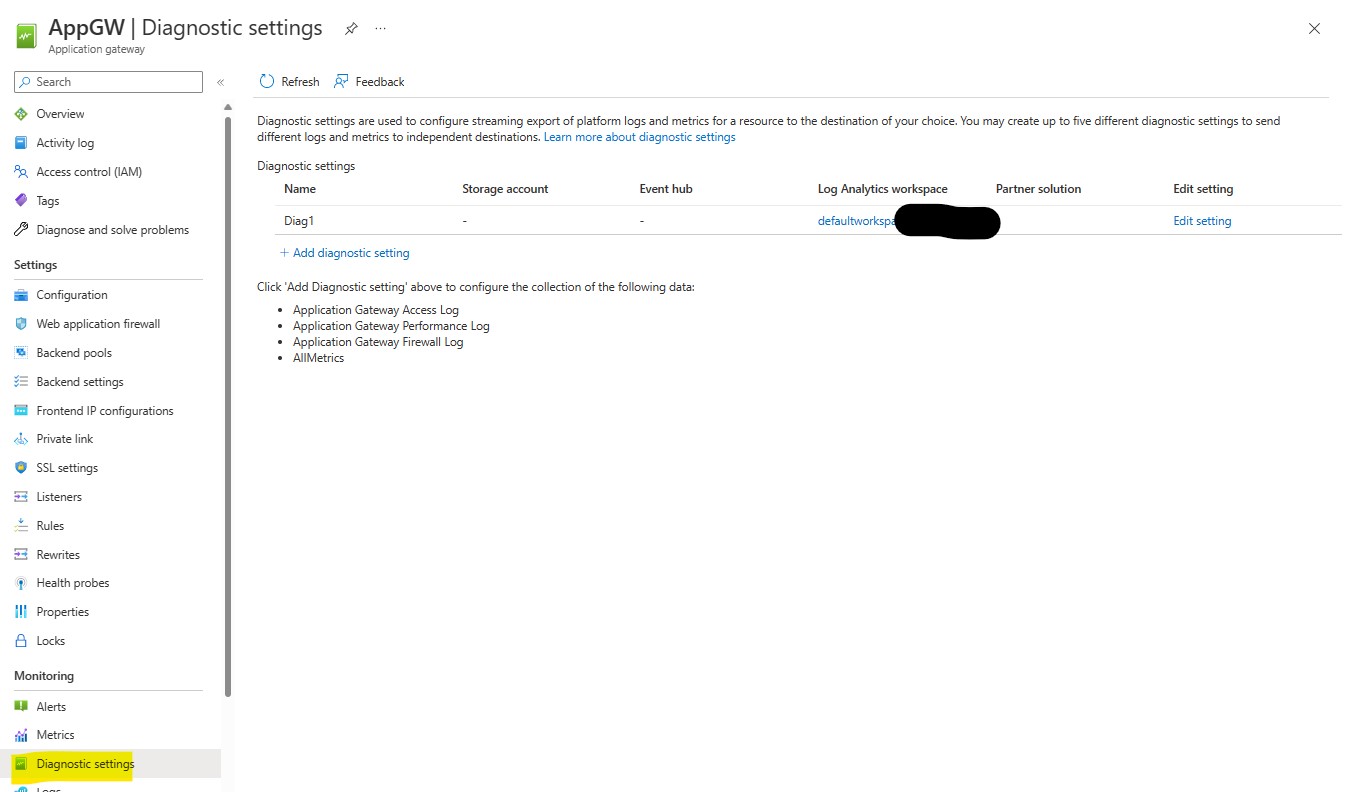 AppGW | Diagnostic settings
Application gateway
Search
Overview
Activity log
Access control (IAM)
Tags
Diagnose and solve problems
Settings
Configuration
Web application firewall
Backend pools
Backend settings
Frontend IP configurations
Private link
SSL settings
Listeners
Rules
Rewrites
Health probes
Properties
Locks
Monitoring
Alerts
Metrics
Diagnostic settings
Logs
Refresh Feedback
Diagnostic settings are used to configure streaming export of platform logs and metrics for a resource to the destination of your choice. You may create up to five different diagnostic settings to send
different logs and metrics to independent destinations. Learn more about diagnostic settings
Diagnostic settings
Name Storage account Event hub Log Analytics workspace Partner solution Edit setting
Diag1 - - defaultworkspa Edit setting
+ Add diagnostic setting
Click 'Add Diagnostic setting' above to configure the collection of the following data:
• Application Gateway Access Log
• Application Gateway Performance Log
• Application Gateway Firewall Log
• AllMetrics